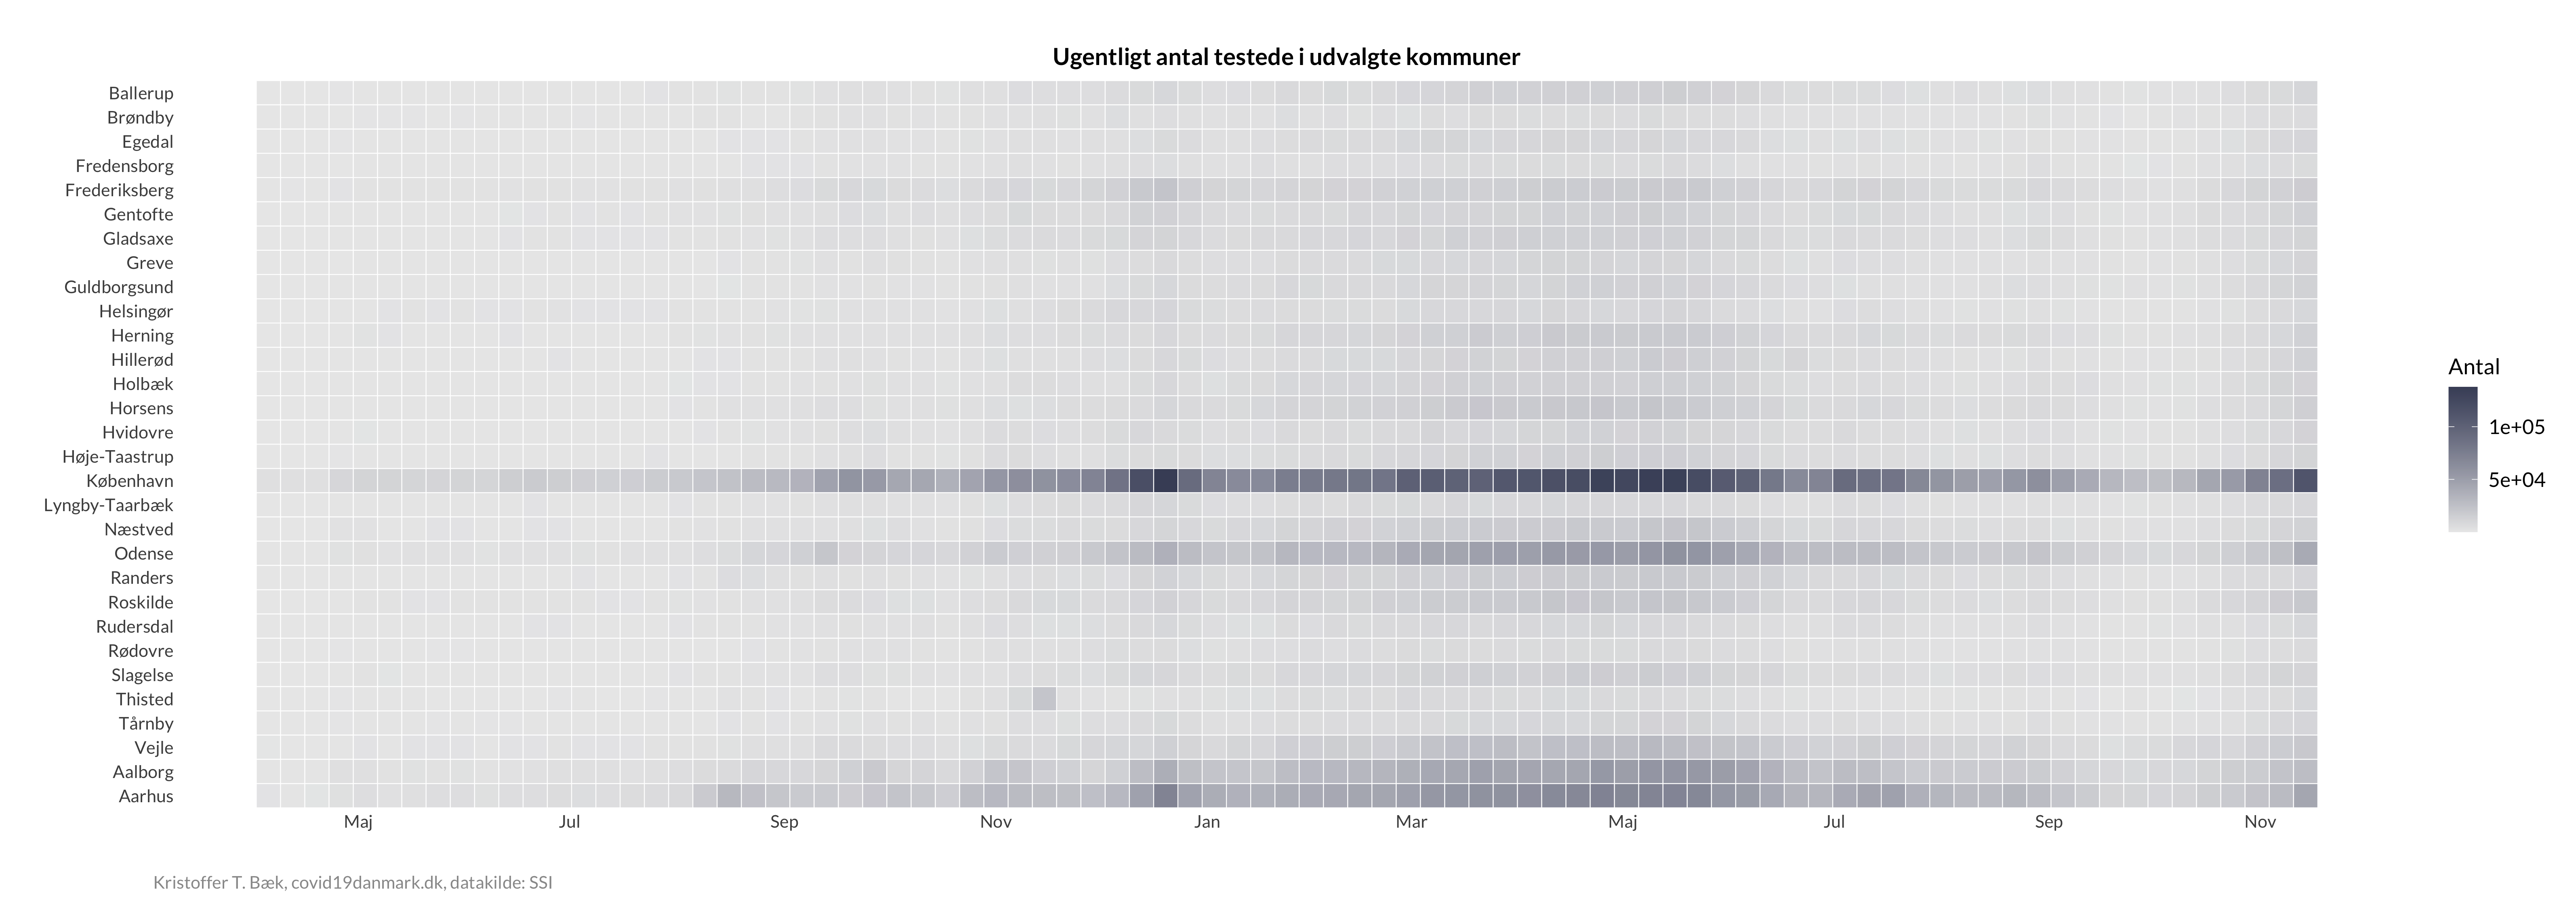 Ugentligt antal testede i udvalgte kommuner
Ballerup
Brøndby
Egedal
Fredensborg
Frederiksberg
Gentofte
Gladsaxe
Greve
Guldborgsund
Helsingør
Herning
Hillerød
Holbæk
Horsens
Hvidovre
Høje-Taastrup
København
Lyngby-Taarbæk
Næstved
Odense
Randers
Roskilde
Rudersdal
Rødovre
Slagelse
Thisted
Tårnby
Vejle
Aalborg
Aarhus
Maj Jul Sep Nov Jan Mar Maj Jul Sep Nov
Antal
1e+05
5e+04
Kristoffer T. Bæk, covid19danmark.dk, datakilde: SSI